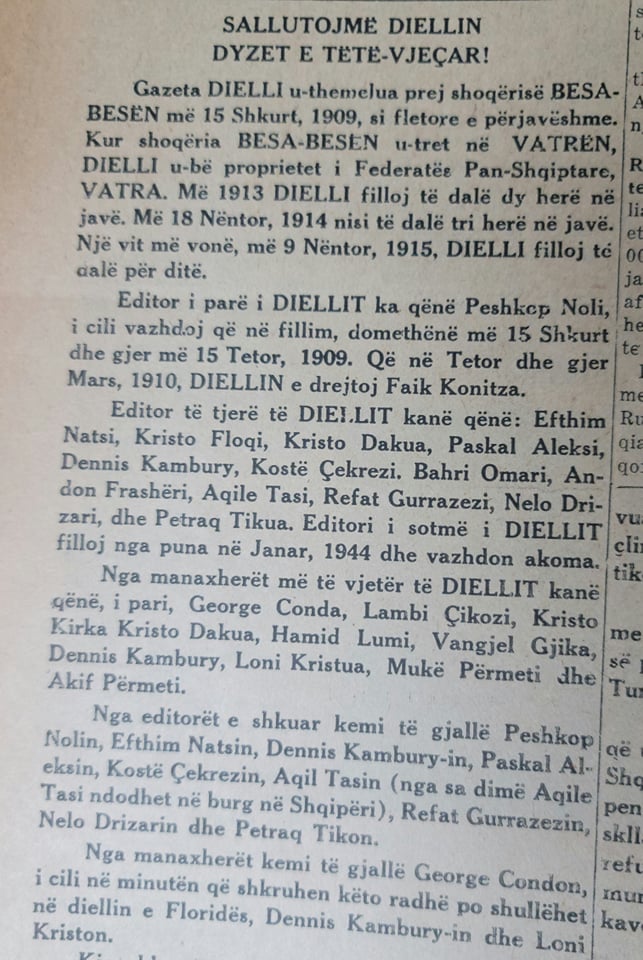 SALLUTOJMË DIELLIN
DYZET E TËTË-VJEÇAR!
Gazeta DIELLI u-themelua prej shoqërisë BESA-
BESËN më 15 Shkurt, 1909, si fletore e përjavëshme.
Kur shoqëria BESA-BESËN u-tret në VATRËN,
DIELLI u-bë proprietet i Federatës Pan-Shqiptare,
VATRA. Më 1913 DIELLI filloj të dalë dy herë në
javë. Më 18 Nëntor, 1914 nisi të dalë tri herë në javë.
Një vit më vonë, më 9 Nëntor, 1915, DIELLI filloj të
dalë për ditë.
Editor i parë i DIELLIT ka qënë Peshkop Noli,
i cili vazhdoj që në fillim, domethënë më 15 Shkurt
dhe gjer më 15 Tetor, 1909. Që në Tetor dhe gjer
Mars, 1910, DIELLIN e drejtoj Faik Konitza.
Editor të tjerë të DIELLIT kanë qënë: Efthim
Natsi, Kristo Floqi, Kristo Dakua, Paskal Aleksi,
Dennis Kambury, Kostë Çekrezi. Bahri Omari, An-
don Frashëri, Aqile Tasi, Refat Gurrazezi, Nelo Dri-
zari, dhe Petraq Tikua. Editori i sotmë i DIELLIT
filloj nga puna në Janar, 1944 dhe vazhdon akoma.
Nga manaxherët më të vjetër të DIELLIT kanë
qënë, i pari, George Conda, Lambi Çikozi, Kristo
Kirka Kristo Dakua, Hamid Lumi, Vangjel Gjika,
Dennis Kambury, Loni Kristua, Mukë Përmeti dhe
Akif Përmeti.
Nga editorët e shkuar kemi të gjallë Peshkop
Nolin, Efthim Natsin, Dennis Kambury-in, Paskal Al-
eksin, Kostë Çekrezin, Aqil Tasin (nga sa dimë Aqile
Tasi ndodhet në burg në Shqipëri), Refat Gurrazezin,
Nelo Drizarin dhe Petraq Tikon.
Nga manaxherët kemi të gjallë George Condon,
i cili në minutën që shkruhen këto radhë po shullëhet
në diellin e Floridës, Dennis Kambury-in dhe Loni
Kriston.